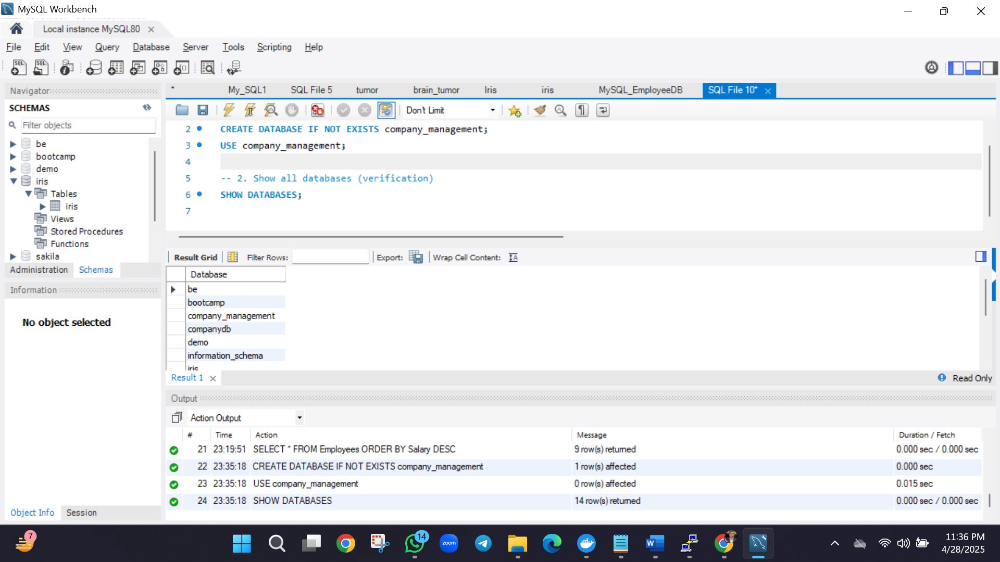 MySQL Workbench
Local instance MySQL80
File Edit View Query Database Server Tools Scripting Help
Navigator
SCHEMAS
Filter objects
be
bootcamp
demo
iris
Tables
iris
Views
Stored Procedures
Functions
sakila
Administration Schemas
Information
No object selected
Object Info Session
* My_SQL1 SQL File 5 tumor brain_tumor Iris iris MySQL_EmployeeDB SQL File 10*
Don't Limit
2 CREATE DATABASE IF NOT EXISTS company_management;
3 USE company_management;
4
5 -- 2. Show all databases (verification)
6 SHOW DATABASES;
7
Result Grid Filter Rows: Export: Wrap Cell Content:
Database
be
bootcamp
company_management
companydb
demo
information_schema
iris
Result 1 Read Only
Output
Action Output
# Time Action Message Duration / Fetch
21 23:19:51 SELECT * FROM Employees ORDER BY Salary DESC 9 row(s) returned 0.000 sec / 0.000 sec
22 23:35:18 CREATE DATABASE IF NOT EXISTS company_management 1 row(s) affected 0.000 sec
23 23:35:18 USE company_management 0 row(s) affected 0.015 sec
24 23:35:18 SHOW DATABASES 14 row(s) returned 0.000 sec / 0.000 sec
7
14
zoom
W
11:36 PM
4/28/2025